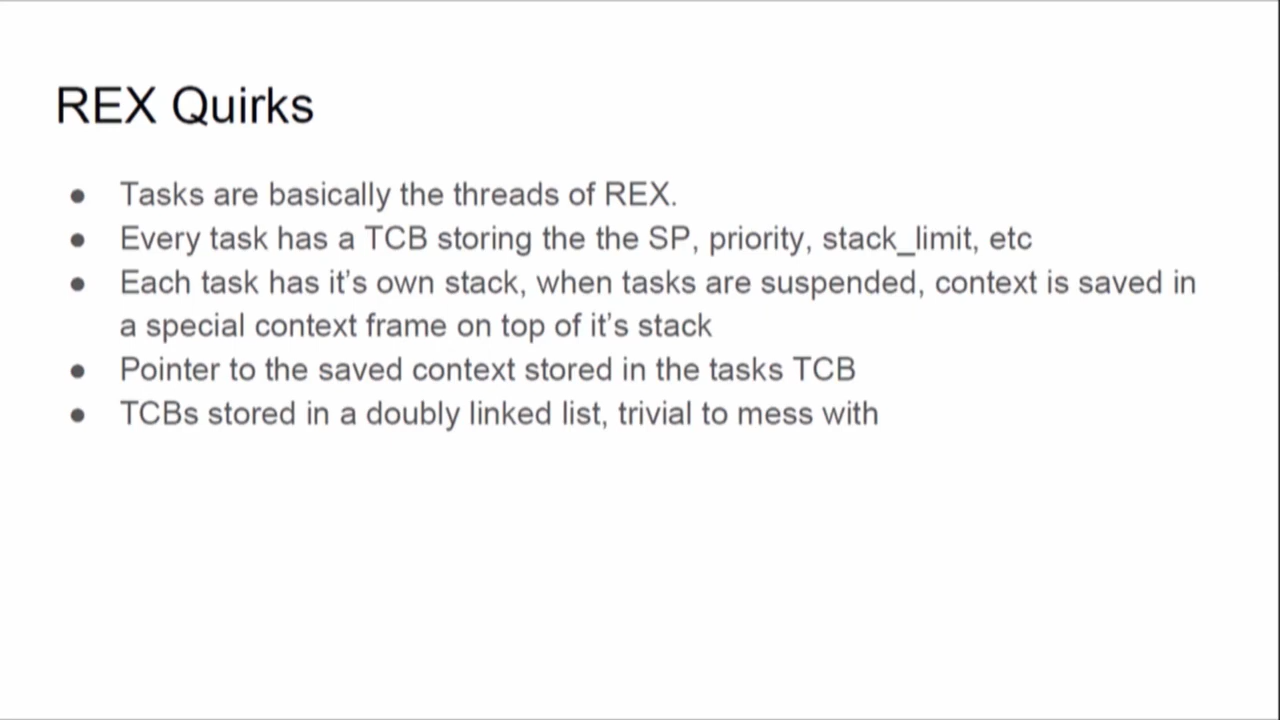 REX Quirks
● Tasks are basically the threads of REX.
● Every task has a TCB storing the the SP, priority, stack_limit, etc
● Each task has it’s own stack, when tasks are suspended, context is saved in
a special context frame on top of it’s stack
● Pointer to the saved context stored in the tasks TCB
● TCBs stored in a doubly linked list, trivial to mess with